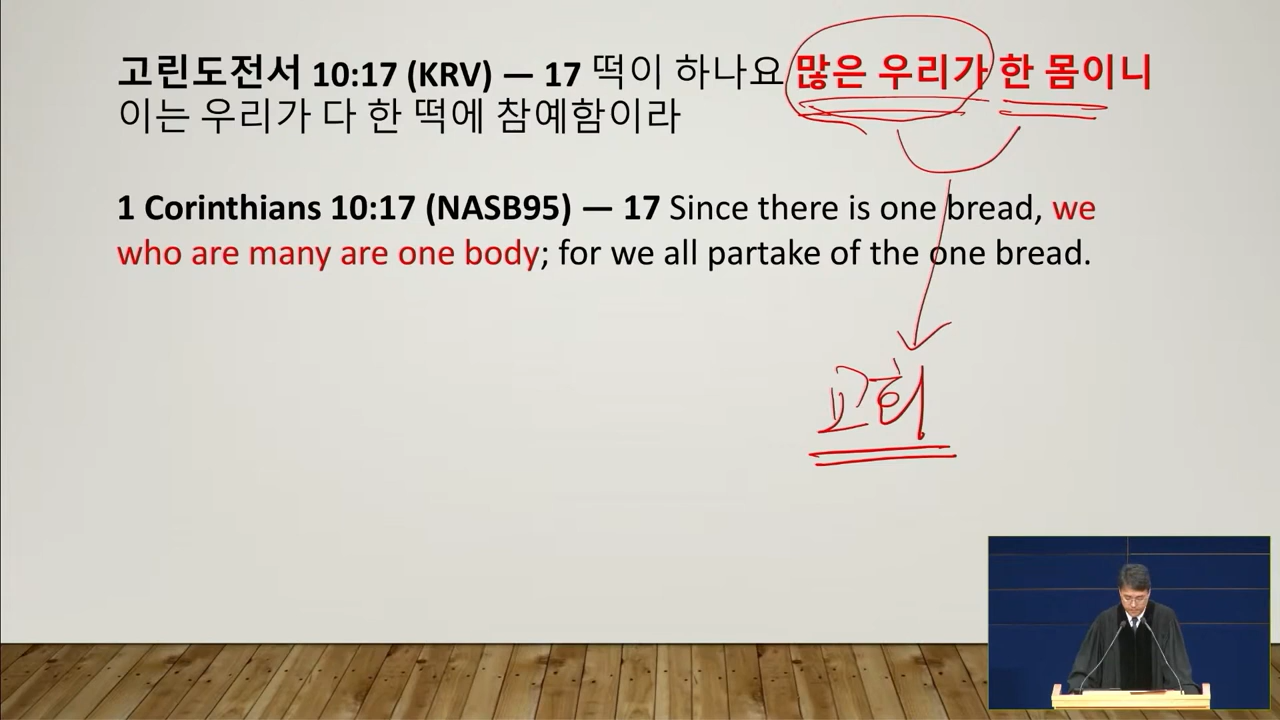 고린도전서 10:17 (KRV) — 17 떡이 하나요 많은 우리가 한 몸이니
이는 우리가 다 한 떡에 참예함이라
1 Corinthians 10:17 (NASB95) — 17 Since there is one bread, we
who are many are one body; for we all partake of the one bread.
교회